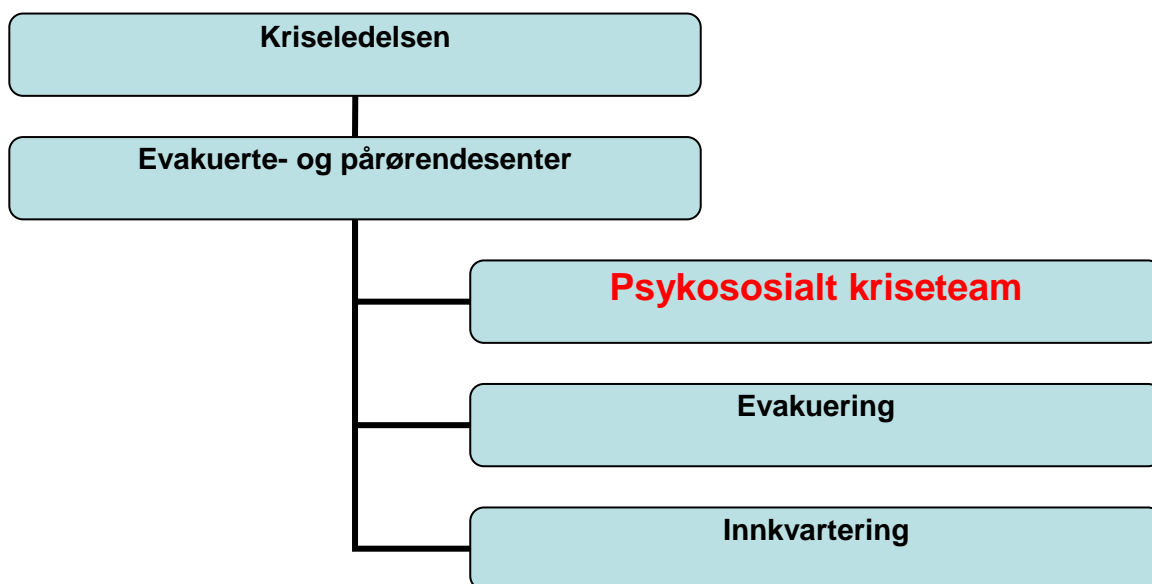 Kriseledelsen
Evakuerte- og pårørendesenter
Psykososialt kriseteam
Evakuering
Innkvartering